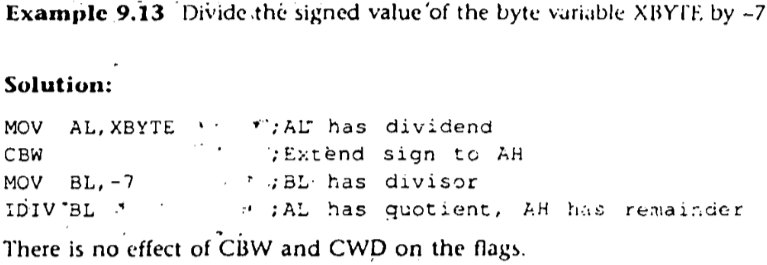 Example 9.13 Divide the signed value of the byte variable XBYTE by -7
Solution:
MOV AL,XBYTE ;AL has dividend
CBW ;Extend sign to AH
MOV BL,-7 ;BL has divisor
IDIV BL ;AL has quotient, AH has remainder
There is no effect of CBW and CWD on the flags.